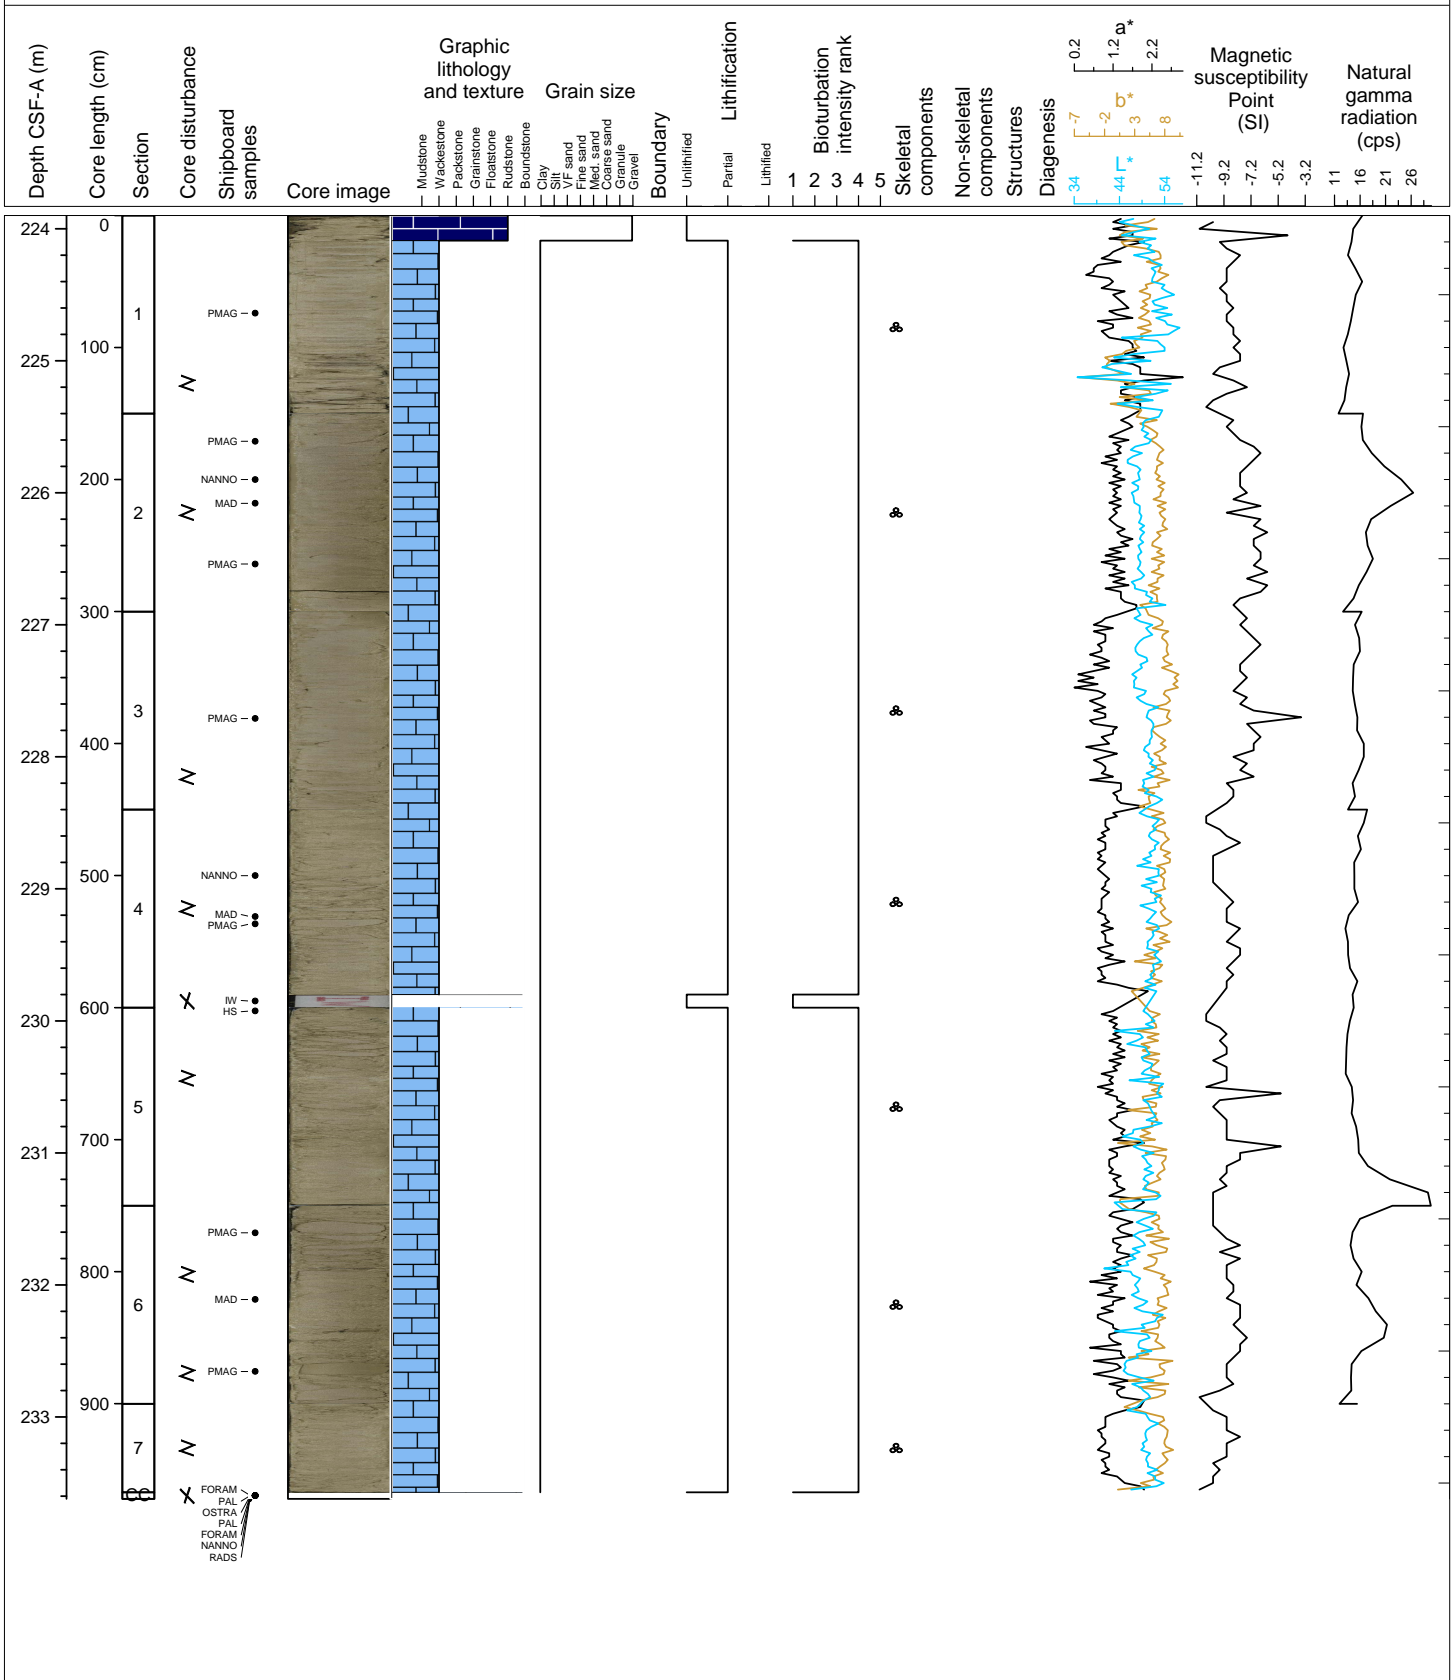 Depth CSF-A (m)
Core length (cm)
Section
Core disturbance
Shipboard
samples
Core image
Graphic
lithology
and texture
Mudstone
Wackestone
Packstone
Grainstone
Floatstone
Rudstone
Boundstone
Grain size
Clay
Silt
VF sand
Fine sand
Med. sand
Coarse sand
Granule
Gravel
Boundary
Lithification
Unlithified
Partial
Lithified
Bioturbation
intensity rank
1 2 3 4 5
Skeletal
components
Non-skeletal
components
Structures
Diagenesis
a*
0.2 1.2 2.2
b*
-7 -2 3 8
L*
34 44 54
Magnetic
susceptibility
Point
(SI)
-11.2 -9.2 -7.2 -5.2 -3.2
Natural
gamma
radiation
(cps)
11 16 21 26
224
0
1
PMAG
100
225
PMAG
200
NANNO
226
MAD
2
PMAG
300
227
3
PMAG
400
228
500
NANNO
229
4
MAD
PMAG
IW
600
HS
230
5
700
231
PMAG
800
232
MAD
6
PMAG
900
233
7
CC
FORAM
PAL
OSTRA
PAL
FORAM
NANNO
RADS